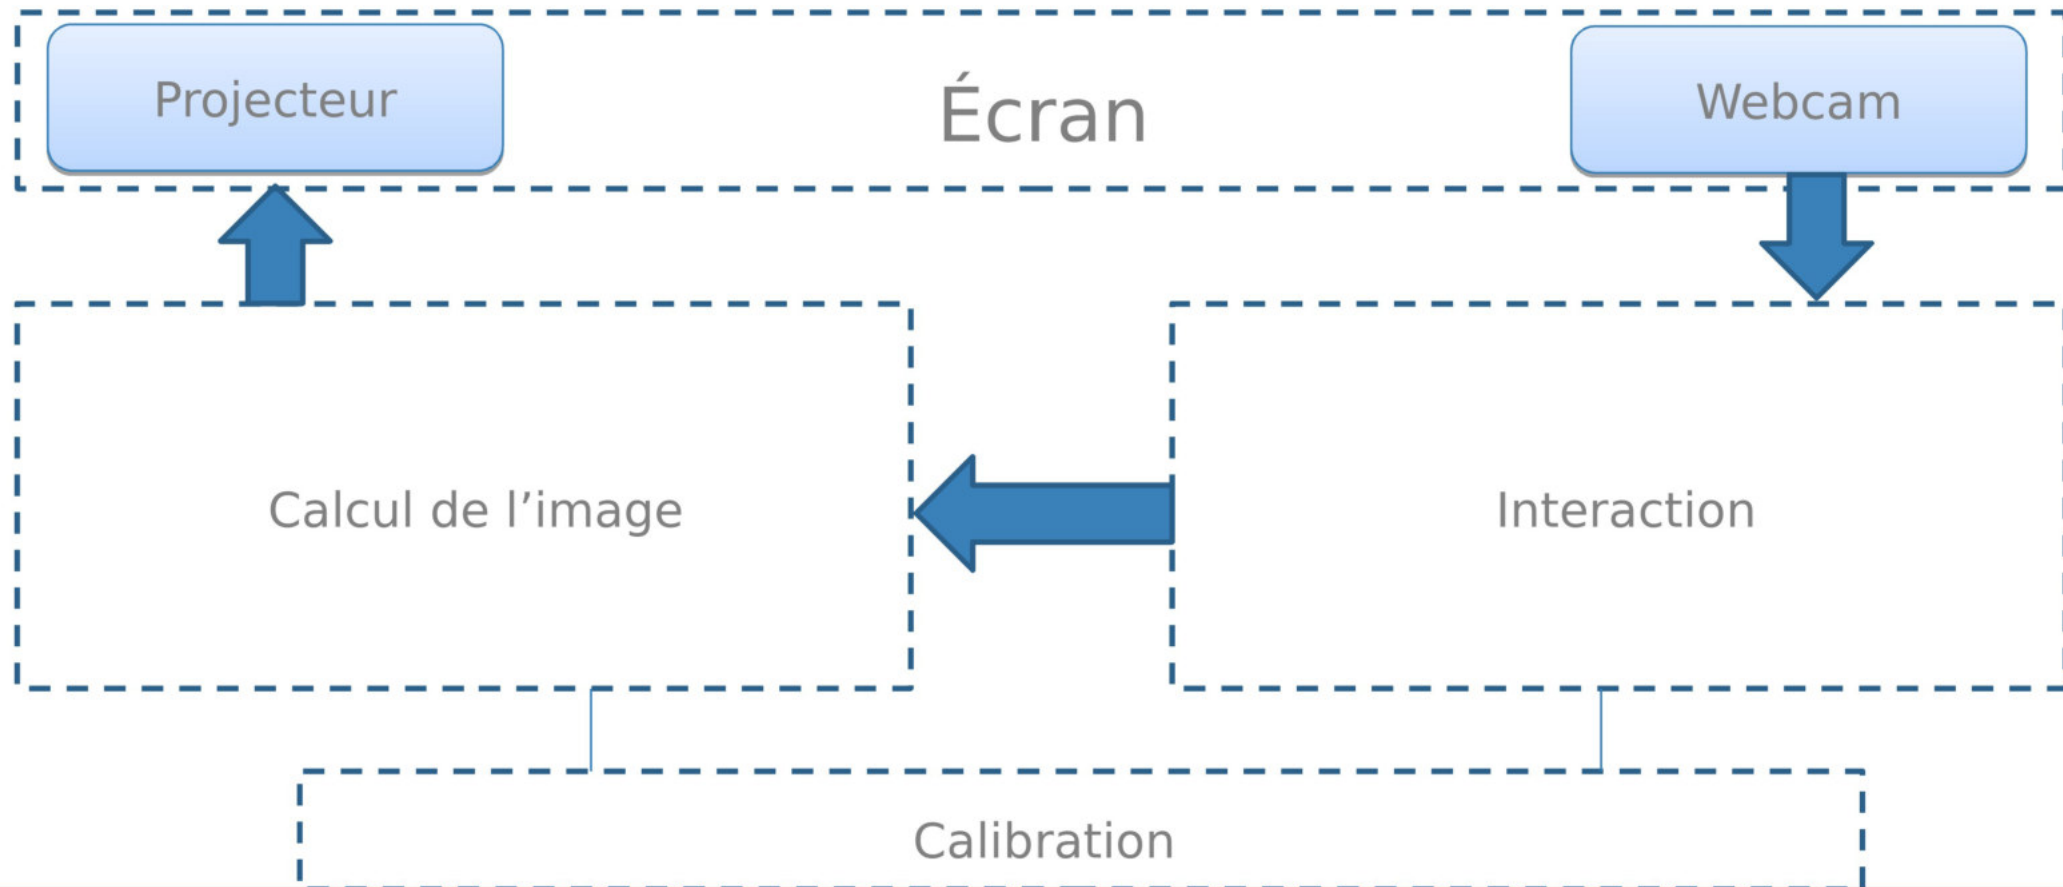 Projecteur
Écran
Webcam
Calcul de l’image
Interaction
Calibration